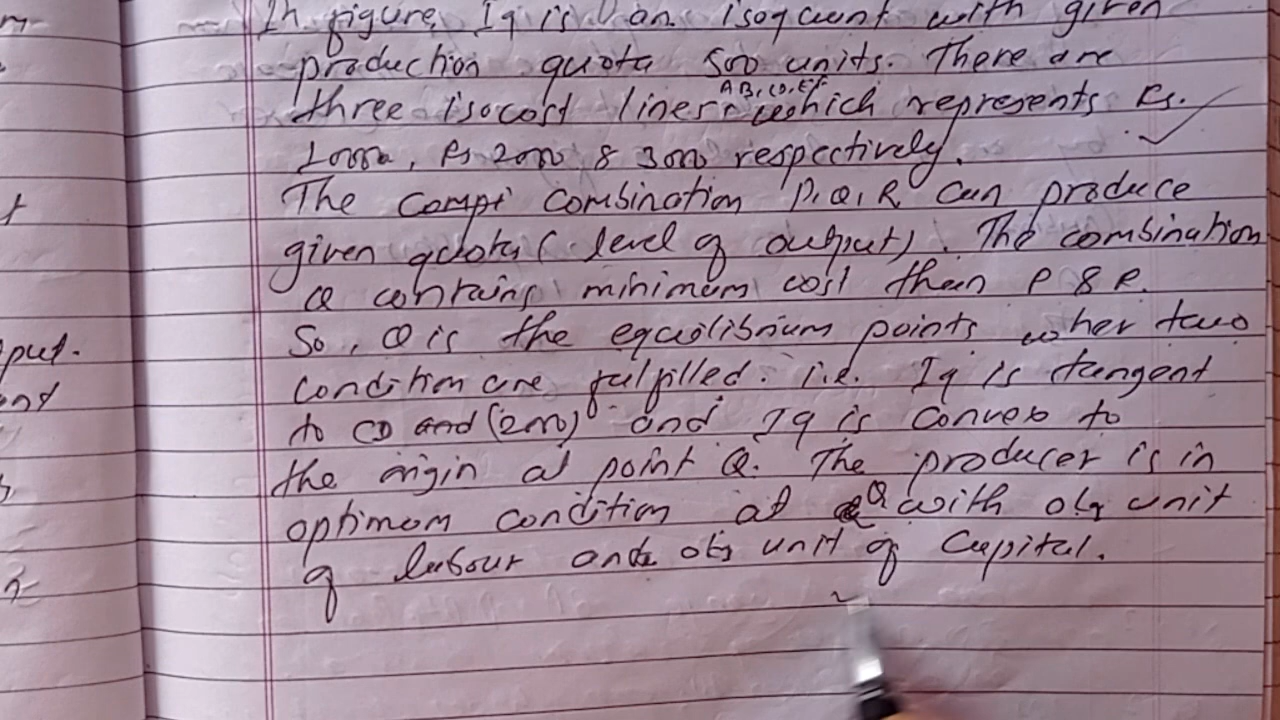 In figure, Iq is an isoquant with given
production quota 500 units. There are
AB, CD, EF
three isocost lines which represents Rs.
1000, Rs 2000 & 3000 respectively.
The combination P, Q, R can produce
given quota (level of output). The combination
Q contains minimum cost than P & R.
So, Q is the equilibrium points wher two
condition are fulfilled. i.e. Iq is tangent
to CD and (2000) and Iq is convex to
the origin at point Q. The producer is in
optimum condition at Q with unit
of labour and unit of Capital.
put.